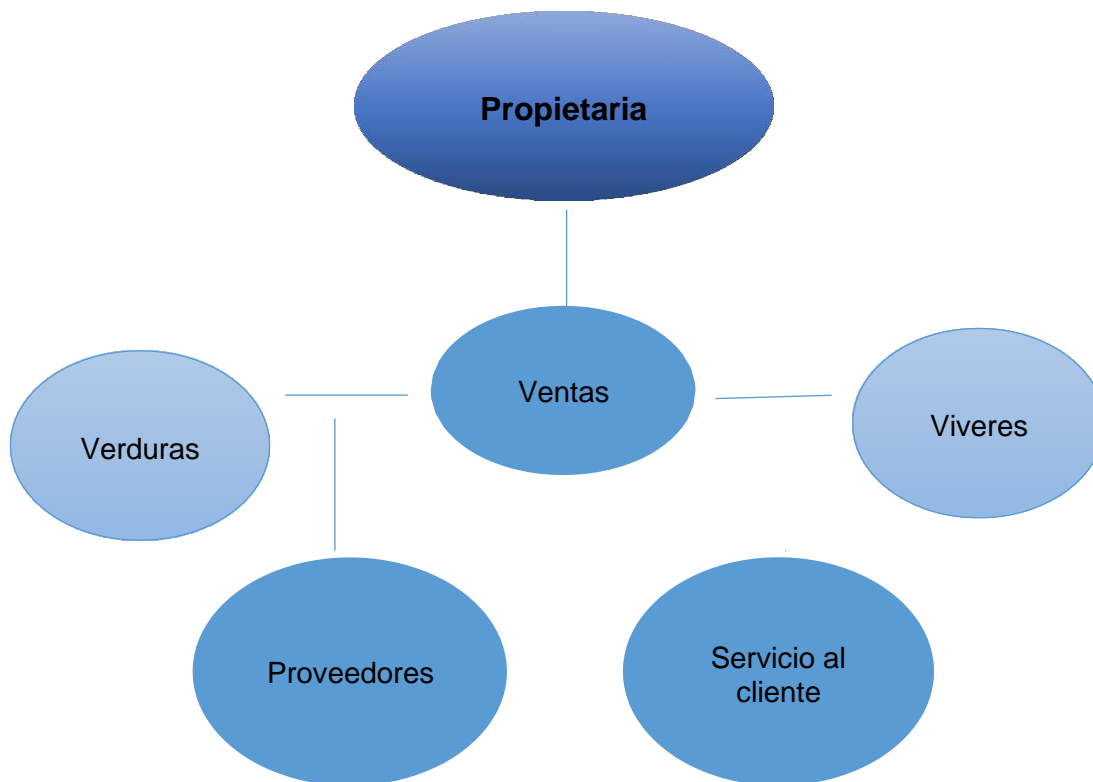 Propietaria
Ventas
Verduras
Viveres
Proveedores
Servicio al
cliente